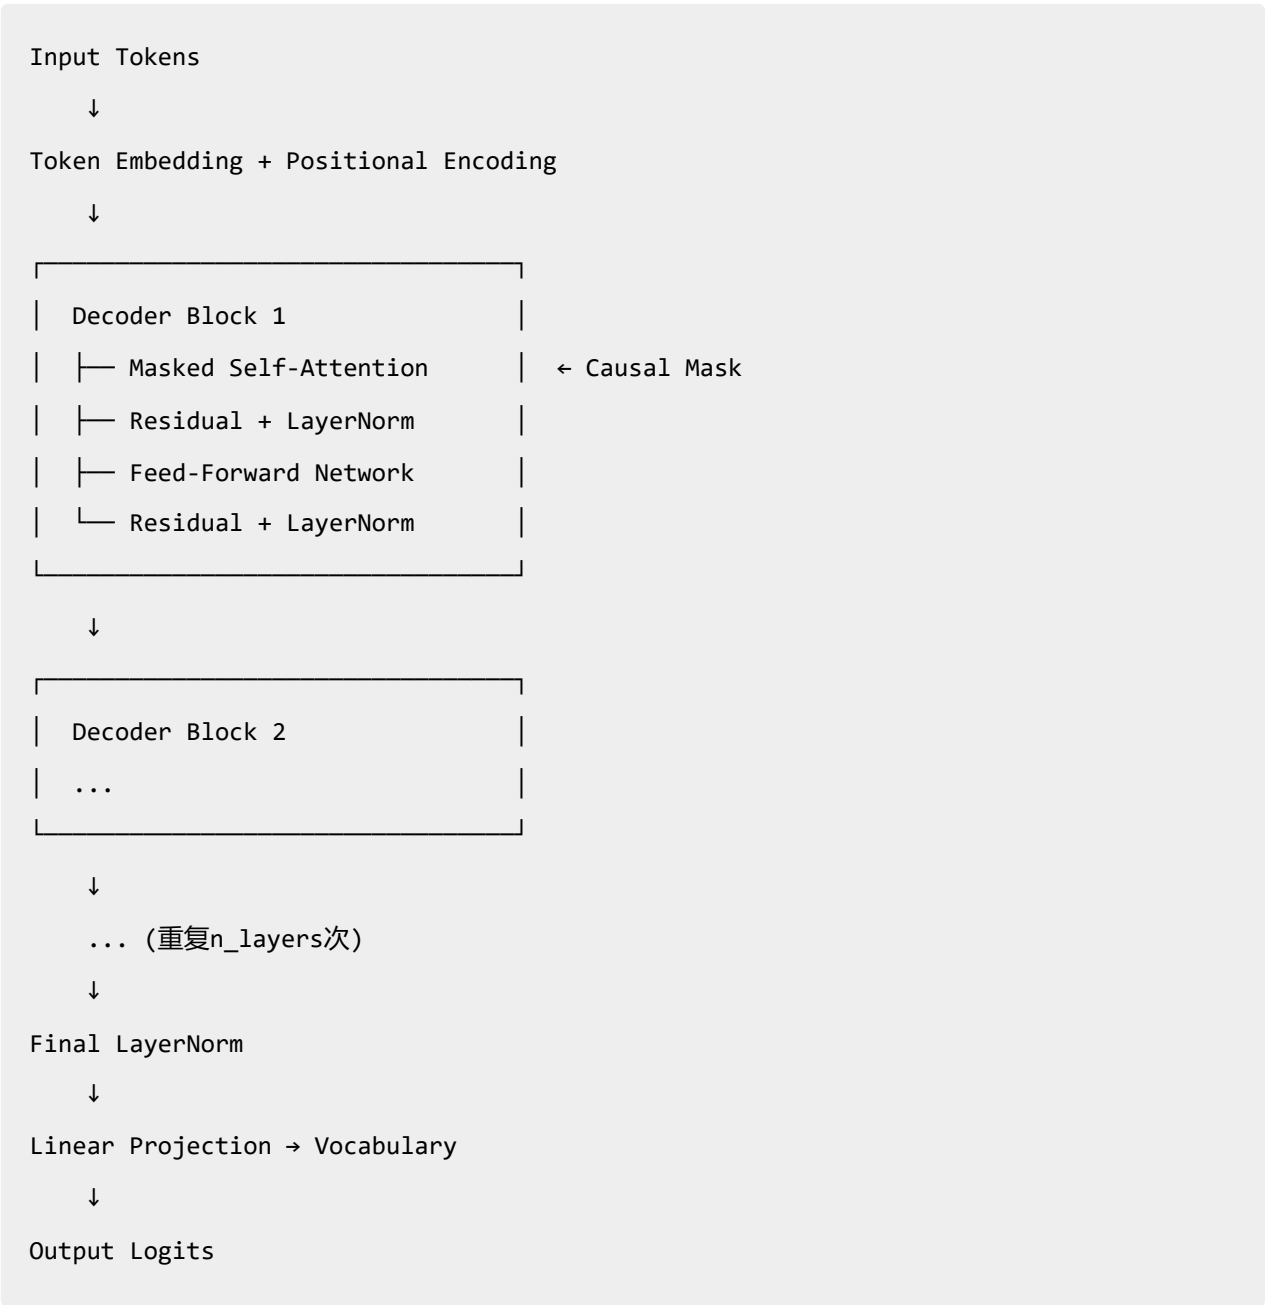 Input Tokens
↓
Token Embedding + Positional Encoding
↓
┌─────────────────────────────────┐
│  Decoder Block 1                │
│  ├── Masked Self-Attention      │  ← Causal Mask
│  ├── Residual + LayerNorm       │
│  ├── Feed-Forward Network       │
│  └── Residual + LayerNorm       │
└─────────────────────────────────┘
↓
┌─────────────────────────────────┐
│  Decoder Block 2                │
│  ...                            │
└─────────────────────────────────┘
↓
... (重复n_layers次)
↓
Final LayerNorm
↓
Linear Projection → Vocabulary
↓
Output Logits